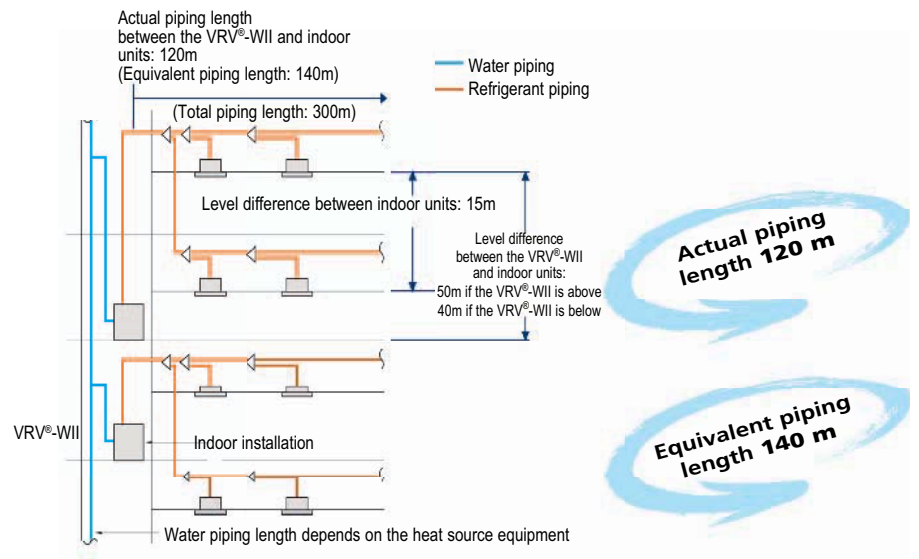 Actual piping length
between the VRV®-WII and indoor
units: 120m
(Equivalent piping length: 140m)
Water piping
Refrigerant piping
(Total piping length: 300m)
Level difference between indoor units: 15m
Level difference
between the VRV®-WII
and indoor units:
50m if the VRV®-WII is above
40m if the VRV®-WII is below
Actual piping
length 120 m
VRV®-WII
Indoor installation
Equivalent piping
length 140 m
Water piping length depends on the heat source equipment